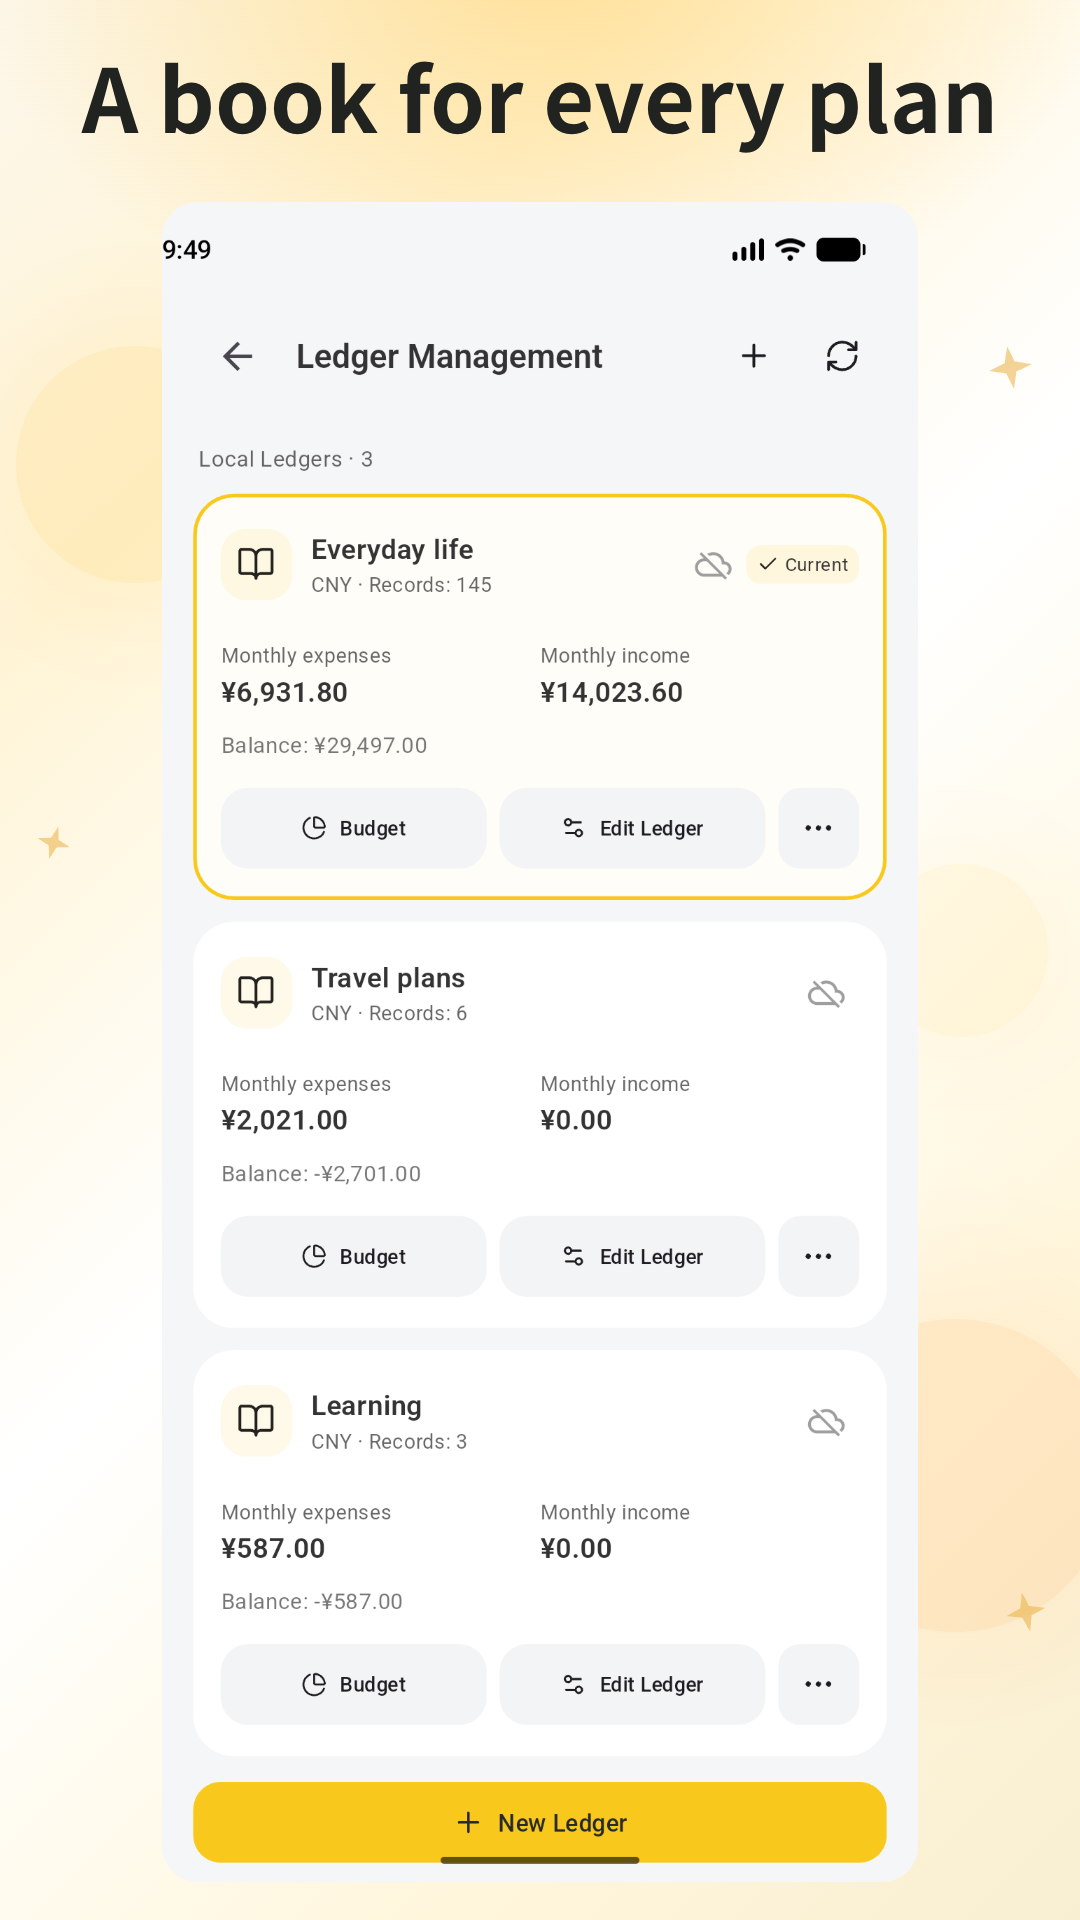 A book for every plan
9:49
Ledger Management
Local Ledgers · 3
Everyday life
CNY · Records: 145
Current
Monthly expenses
Monthly income
¥6,931.80
¥14,023.60
Balance: ¥29,497.00
Budget
Edit Ledger
Travel plans
CNY · Records: 6
Monthly expenses
Monthly income
¥2,021.00
¥0.00
Balance: -¥2,701.00
Budget
Edit Ledger
Learning
CNY · Records: 3
Monthly expenses
Monthly income
¥587.00
¥0.00
Balance: -¥587.00
Budget
Edit Ledger
New Ledger